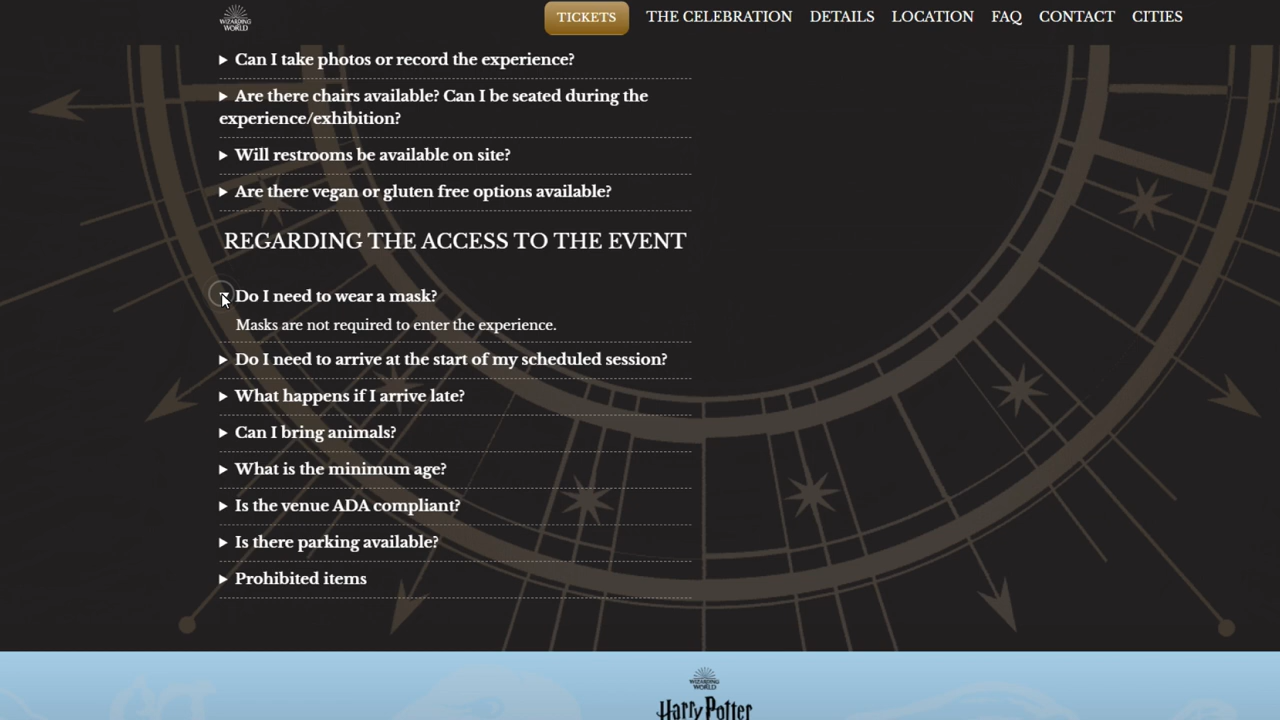 WIZARDING
WORLD
TICKETS
THE CELEBRATION
DETAILS
LOCATION
FAQ
CONTACT
CITIES
Can I take photos or record the experience?
Are there chairs available? Can I be seated during the
experience/exhibition?
Will restrooms be available on site?
Are there vegan or gluten free options available?
REGARDING THE ACCESS TO THE EVENT
Do I need to wear a mask?
Masks are not required to enter the experience.
Do I need to arrive at the start of my scheduled session?
What happens if I arrive late?
Can I bring animals?
What is the minimum age?
Is the venue ADA compliant?
Is there parking available?
Prohibited items
WIZARDING
WORLD
Harry Potter